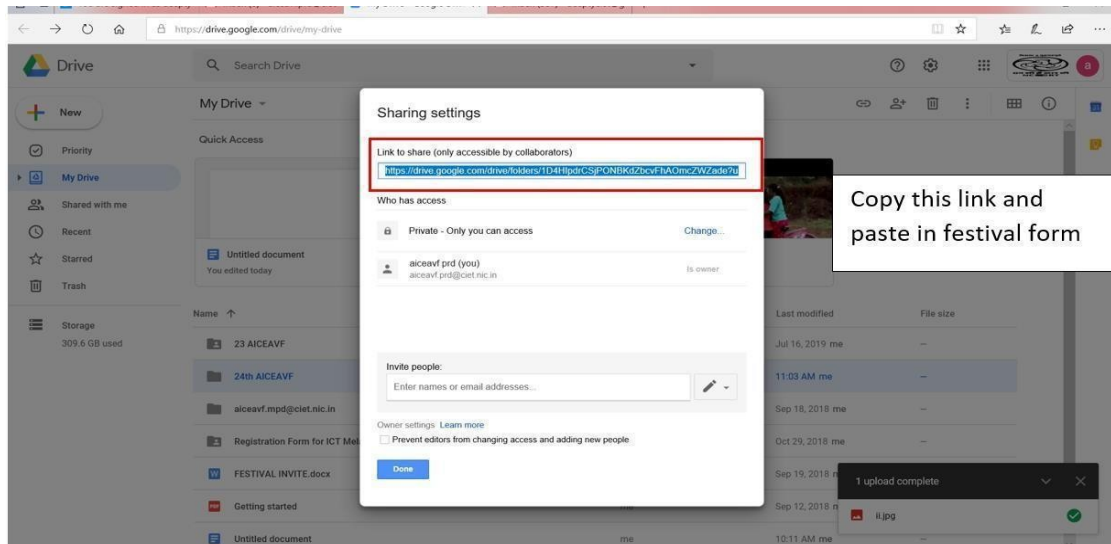 https://drive.google.com/drive/my-drive
Drive
Search Drive
a
New
My Drive
Sharing settings
Quick Access
Priority
Link to share (only accessible by collaborators)
My Drive
https://drive.google.com/drive/folders/1D4HIpdrCSjPONBKdZbcvFhAOmcZWZade?u
Shared with me
Who has access
Copy this link and
paste in festival form
Recent
Private - Only you can access
Change...
Starred
Untitled document
You edited today
aiceavf prd (you)
aiceavf.prd@ciet.nic.in
Is owner
Trash
Name
Last modified
File size
Storage
309.6 GB used
23 AICEAVF
Jul 16, 2019 me
Invite people:
Enter names or email addresses...
24th AICEAVF
11:03 AM me
aiceavf.mpd@ciet.nic.in
Sep 18, 2018 me
Owner settings Learn more
Prevent editors from changing access and adding new people
Registration Form for ICT Mel
Oct 29, 2018 me
Done
FESTIVAL INVITE.docx
Sep 19, 2018
1 upload complete
Getting started
me
Sep 12, 2018
ii.jpg
Untitled document
me
10:11 AM me